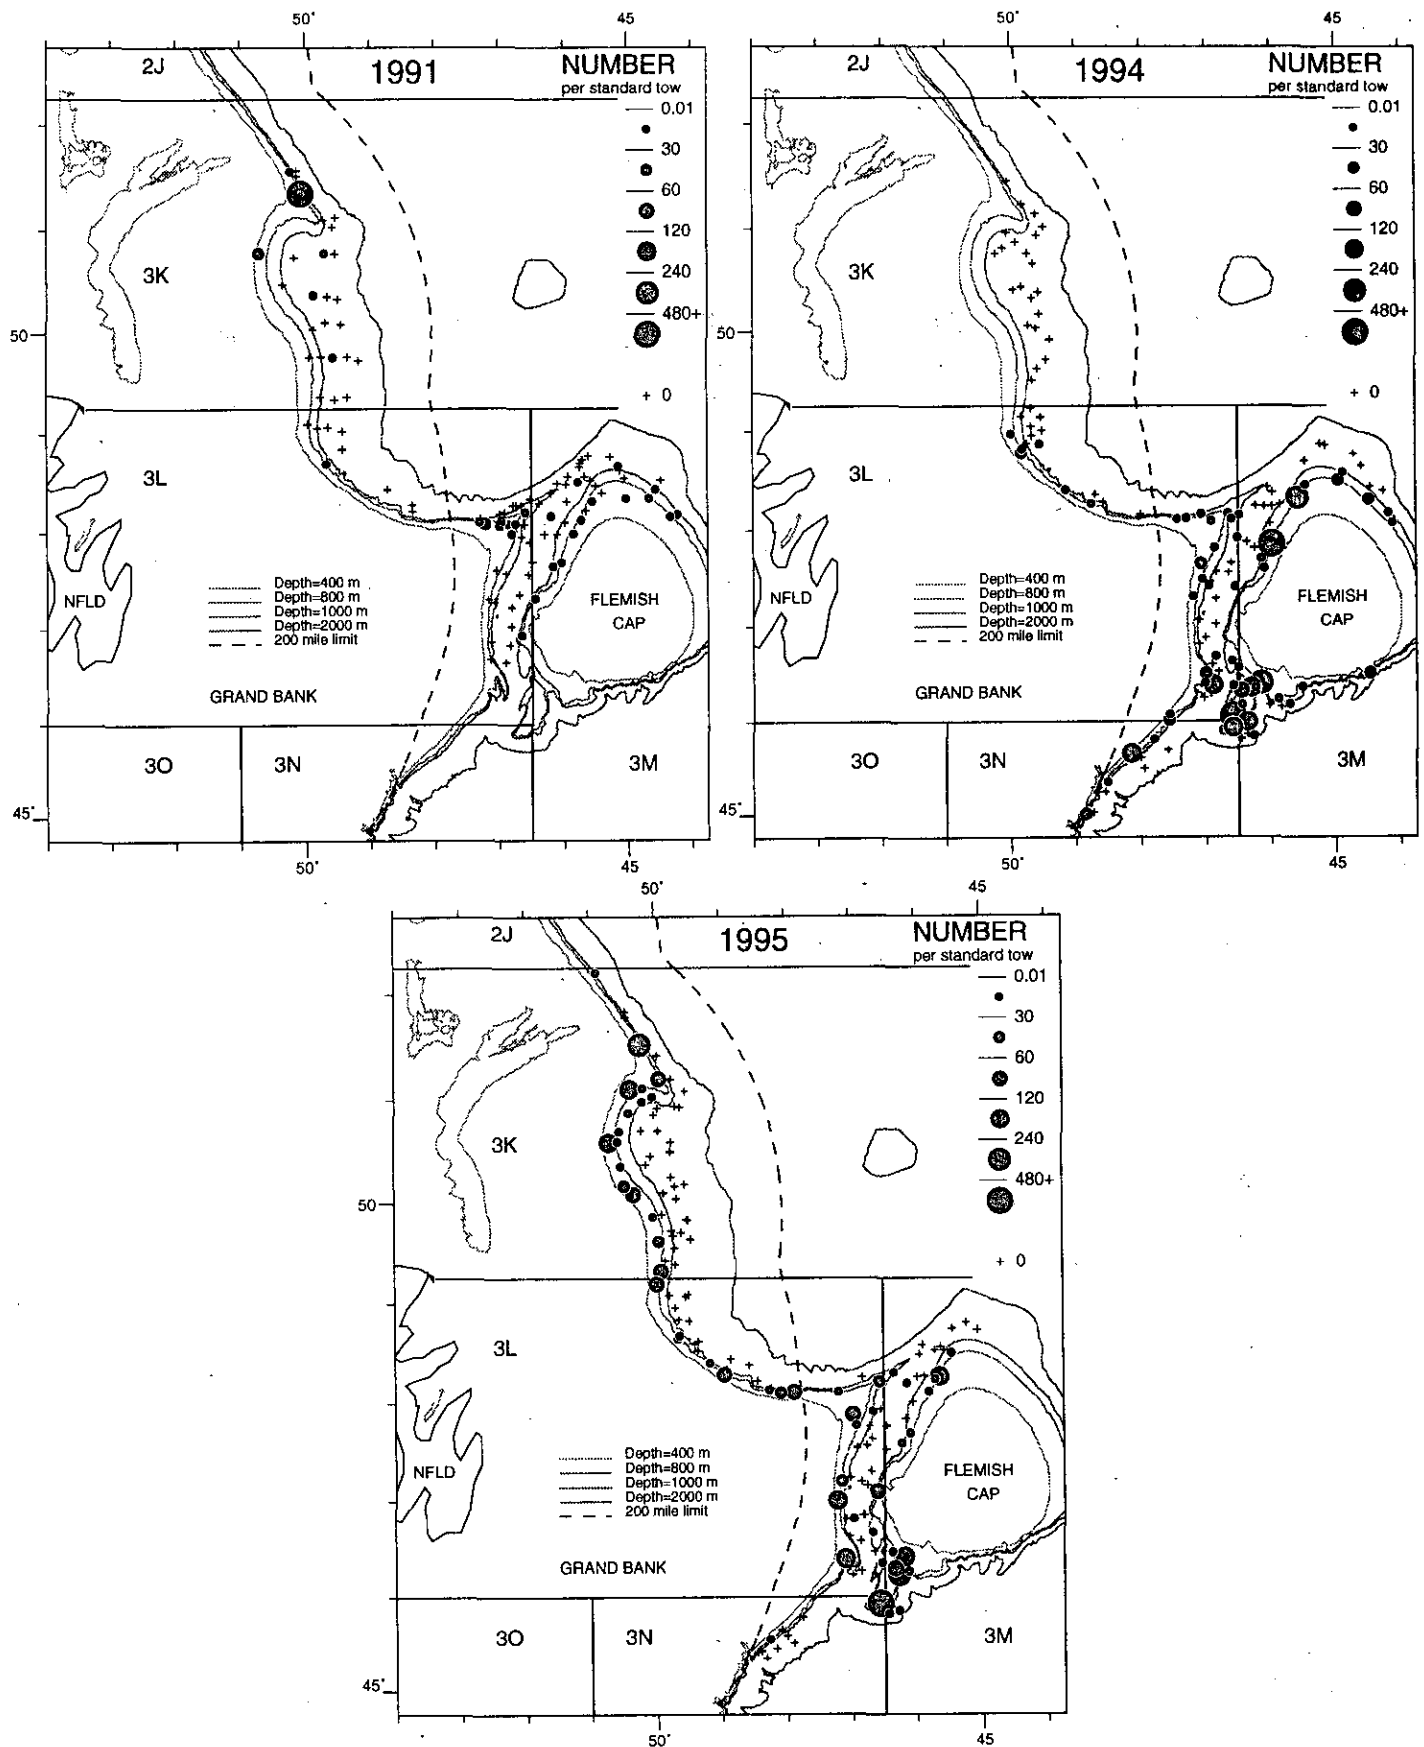 50° 45
2J 1991 NUMBER
per standard tow
0.01
30
60
3K 120
240
50 480+
+ 0
3L
Depth=400 m
Depth=800 m
Depth=1000 m
Depth=2000 m
200 mile limit
NFLD
FLEMISH
CAP
GRAND BANK
3O 3N 3M
45°
50° 45
50° 45
2J 1994 NUMBER
per standard tow
0.01
30
60
120
3K 240
50 480+
+ 0
3L
Depth=400 m
Depth=800 m
Depth=1000 m
Depth=2000 m
200 mile limit
NFLD
FLEMISH
CAP
GRAND BANK
3O 3N 3M
45°
50° 45
50° 45
2J 1995 NUMBER
per standard tow
0.01
30
60
120
3K 240
480+
50
+ 0
3L
Depth=400 m
Depth=800 m
Depth=1000 m
Depth=2000 m
200 mile limit
NFLD
FLEMISH
CAP
GRAND BANK
3O 3N 3M
45°
50° 45